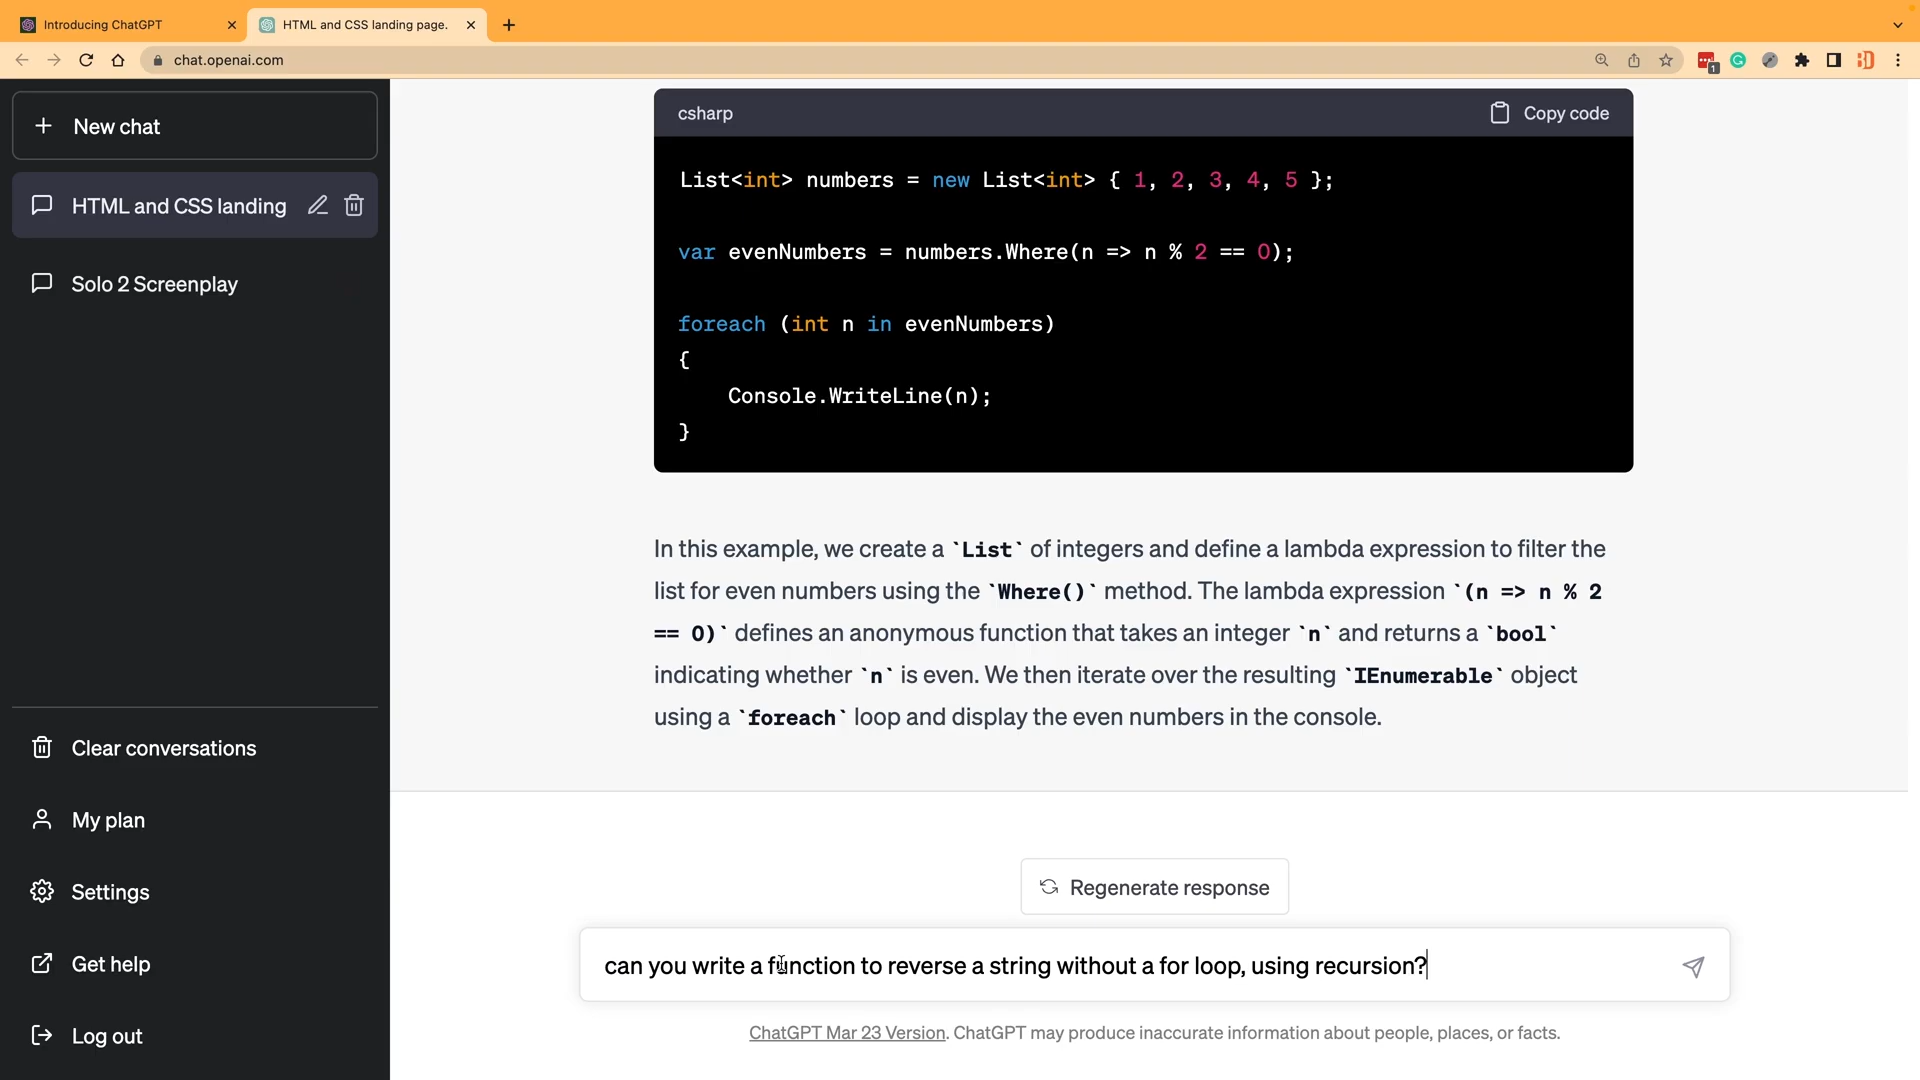 Introducing ChatGPT
HTML and CSS landing page.
chat.openai.com
1
New chat
HTML and CSS landing
Solo 2 Screenplay
Clear conversations
My plan
Settings
Get help
Log out
csharp
Copy code
List<int> numbers = new List<int> { 1, 2, 3, 4, 5 };
var evenNumbers = numbers.Where(n => n % 2 == 0);
foreach (int n in evenNumbers)
{
    Console.WriteLine(n);
}
In this example, we create a `List` of integers and define a lambda expression to filter the
list for even numbers using the `Where()` method. The lambda expression `(n => n % 2
== 0)` defines an anonymous function that takes an integer `n` and returns a `bool`
indicating whether `n` is even. We then iterate over the resulting `IEnumerable` object
using a `foreach` loop and display the even numbers in the console.
Regenerate response
can you write a function to reverse a string without a for loop, using recursion?
ChatGPT Mar 23 Version. ChatGPT may produce inaccurate information about people, places, or facts.